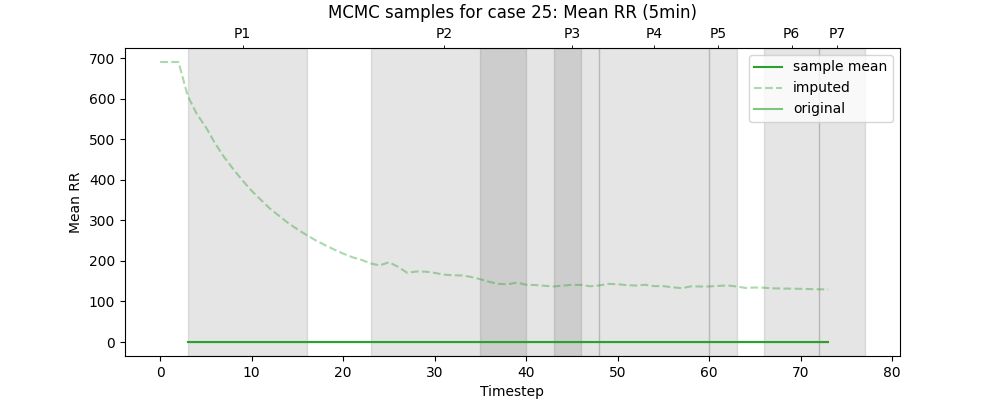 MCMC samples for case 25: Mean RR (5min)
P1 P2 P3 P4 P5 P6 P7
sample mean
imputed
original
700
600
500
400
300
200
100
0
Mean RR
0 10 20 30 40 50 60 70 80
Timestep